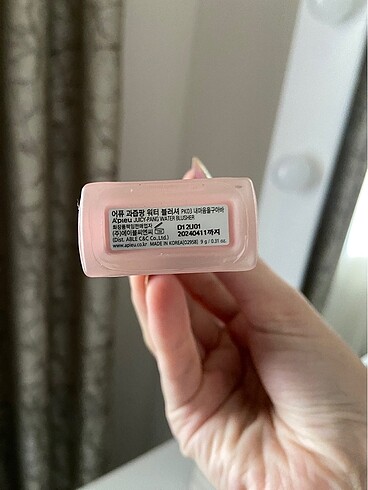 어퓨 과즙팡 워터 블러셔 PK03 내마음을구아바
A'PIEU JUICY-PANG WATER BLUSHER
화장품책임판매업자
(주)에이블씨엔씨
D12U01
20240411까지
(Dist. ABLE C&C Co.,Ltd.)
www.apieu.co.kr MADE IN KOREA[02958] 9 g / 0.31 oz.